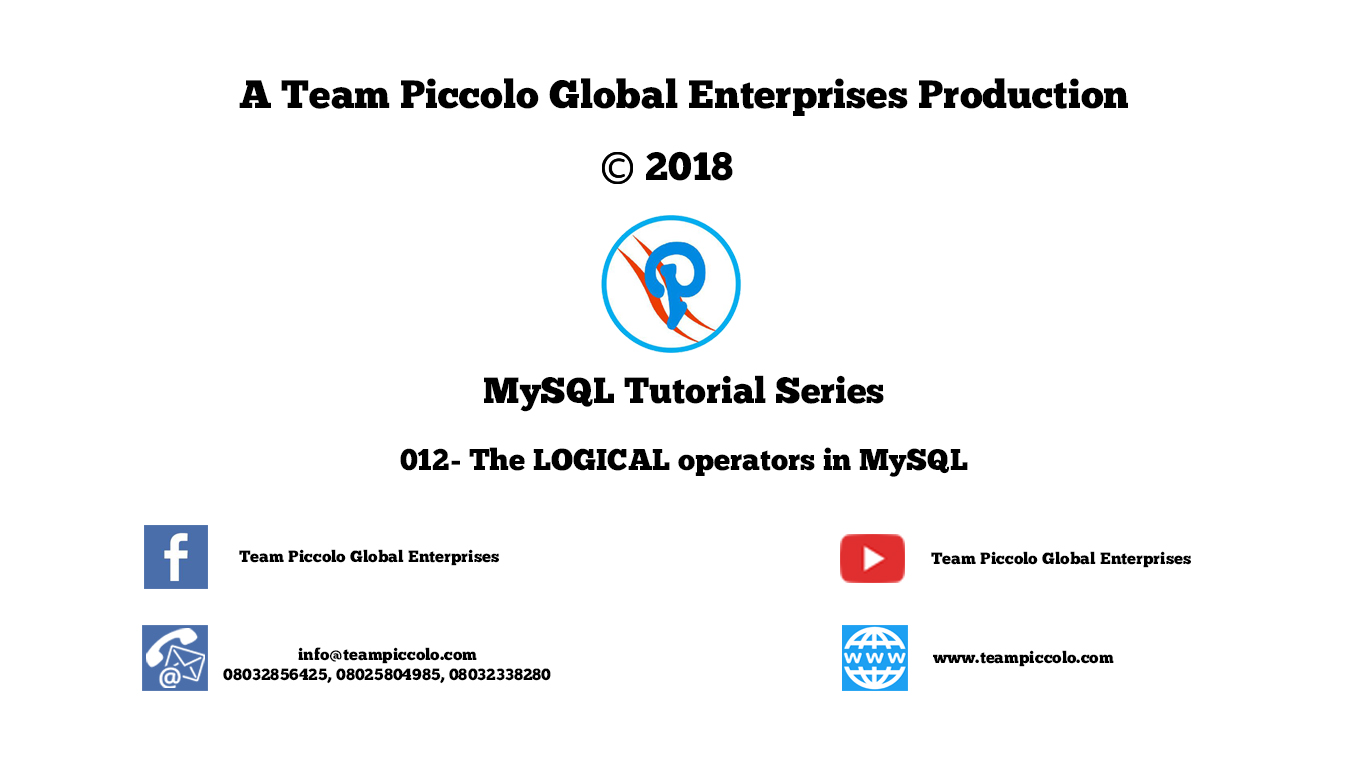 A Team Piccolo Global Enterprises Production
© 2018
P
MySQL Tutorial Series
012- The LOGICAL operators in MySQL
f Team Piccolo Global Enterprises
Team Piccolo Global Enterprises
info@teampiccolo.com
@ 08032856425, 08025804985, 08032338280
WWW www.teampiccolo.com